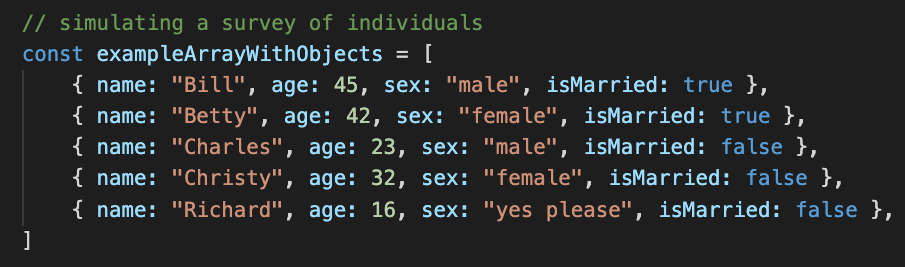 // simulating a survey of individuals
const exampleArrayWithObjects = [
    { name: "Bill", age: 45, sex: "male", isMarried: true },
    { name: "Betty", age: 42, sex: "female", isMarried: true },
    { name: "Charles", age: 23, sex: "male", isMarried: false },
    { name: "Christy", age: 32, sex: "female", isMarried: false },
    { name: "Richard", age: 16, sex: "yes please", isMarried: false },
]